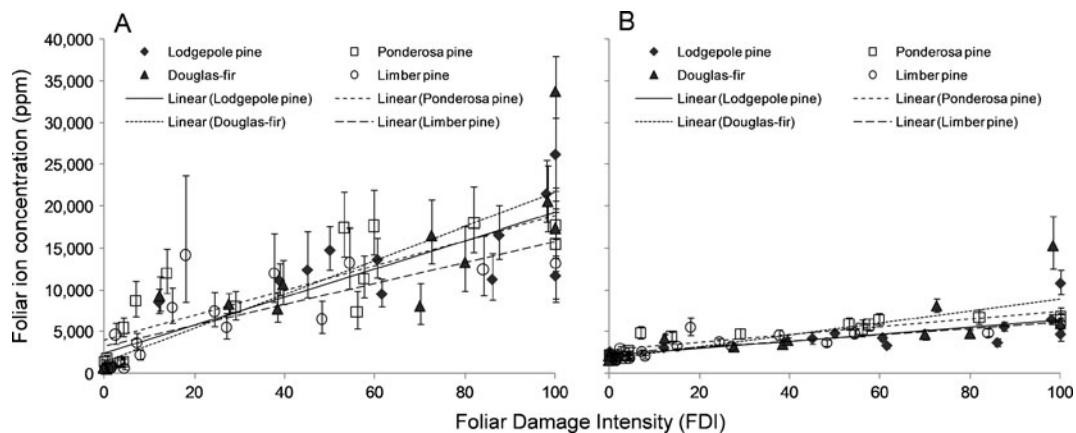 A
B
40,000
35,000
30,000
25,000
20,000
15,000
10,000
5,000
0
Foliar ion concentration (ppm)
Lodgepole pine
Ponderosa pine
Douglas-fir
Limber pine
Linear (Lodgepole pine)
Linear (Ponderosa pine)
Linear (Douglas-fir)
Linear (Limber pine)
Lodgepole pine
Ponderosa pine
Douglas-fir
Limber pine
Linear (Lodgepole pine)
Linear (Ponderosa pine)
Linear (Douglas-fir)
Linear (Limber pine)
0 20 40 60 80 100
0 20 40 60 80 100
Foliar Damage Intensity (FDI)